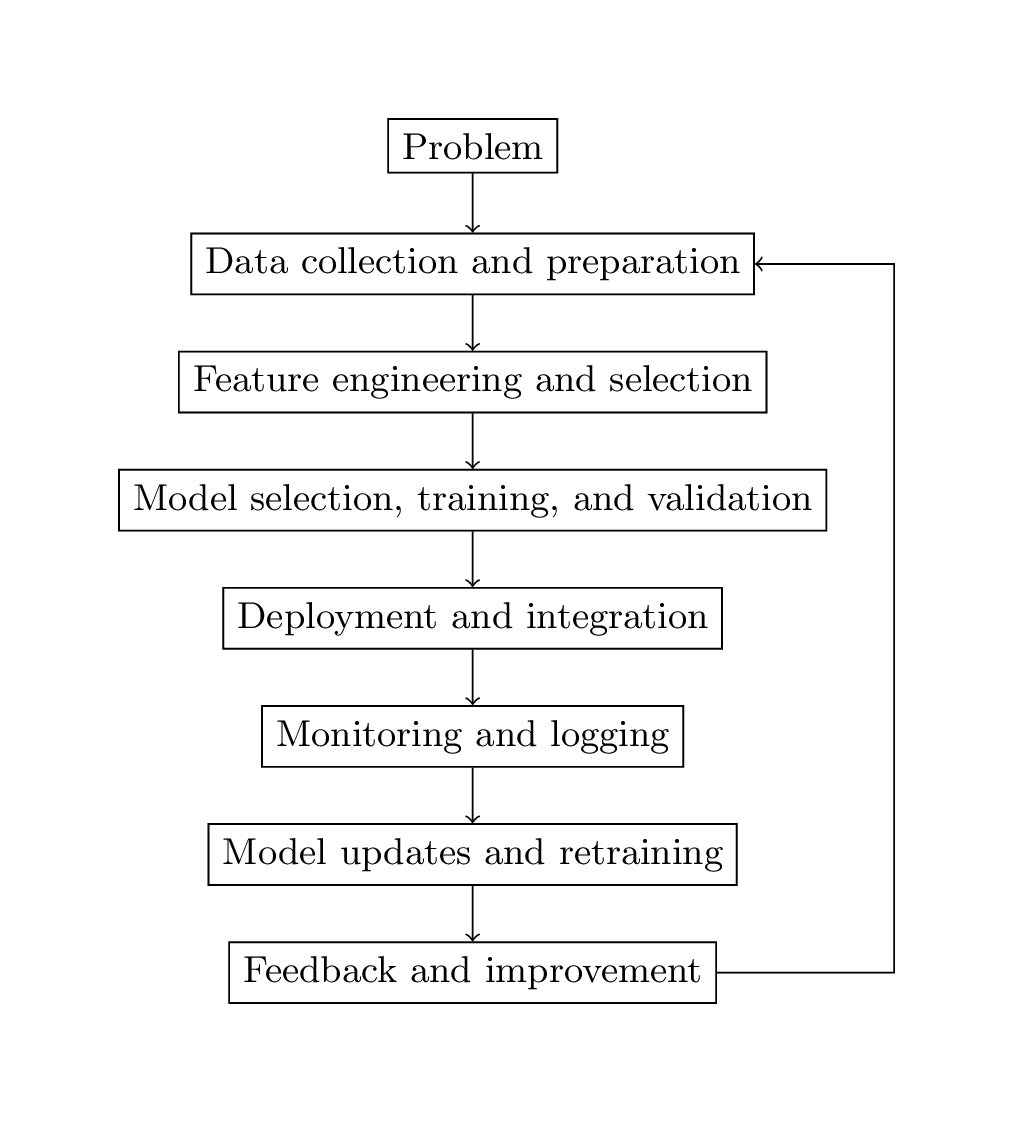 Problem
Data collection and preparation
Feature engineering and selection
Model selection, training, and validation
Deployment and integration
Monitoring and logging
Model updates and retraining
Feedback and improvement